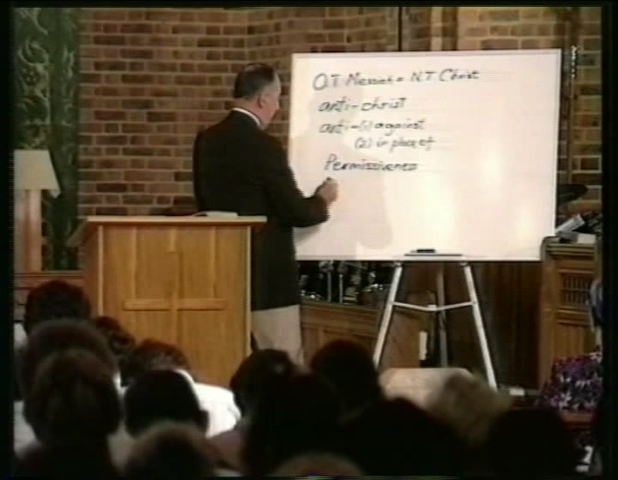 O.T. Messiah = N.T. Christ
anti-christ
anti-(1) against
(2) in place of
Permissiveness